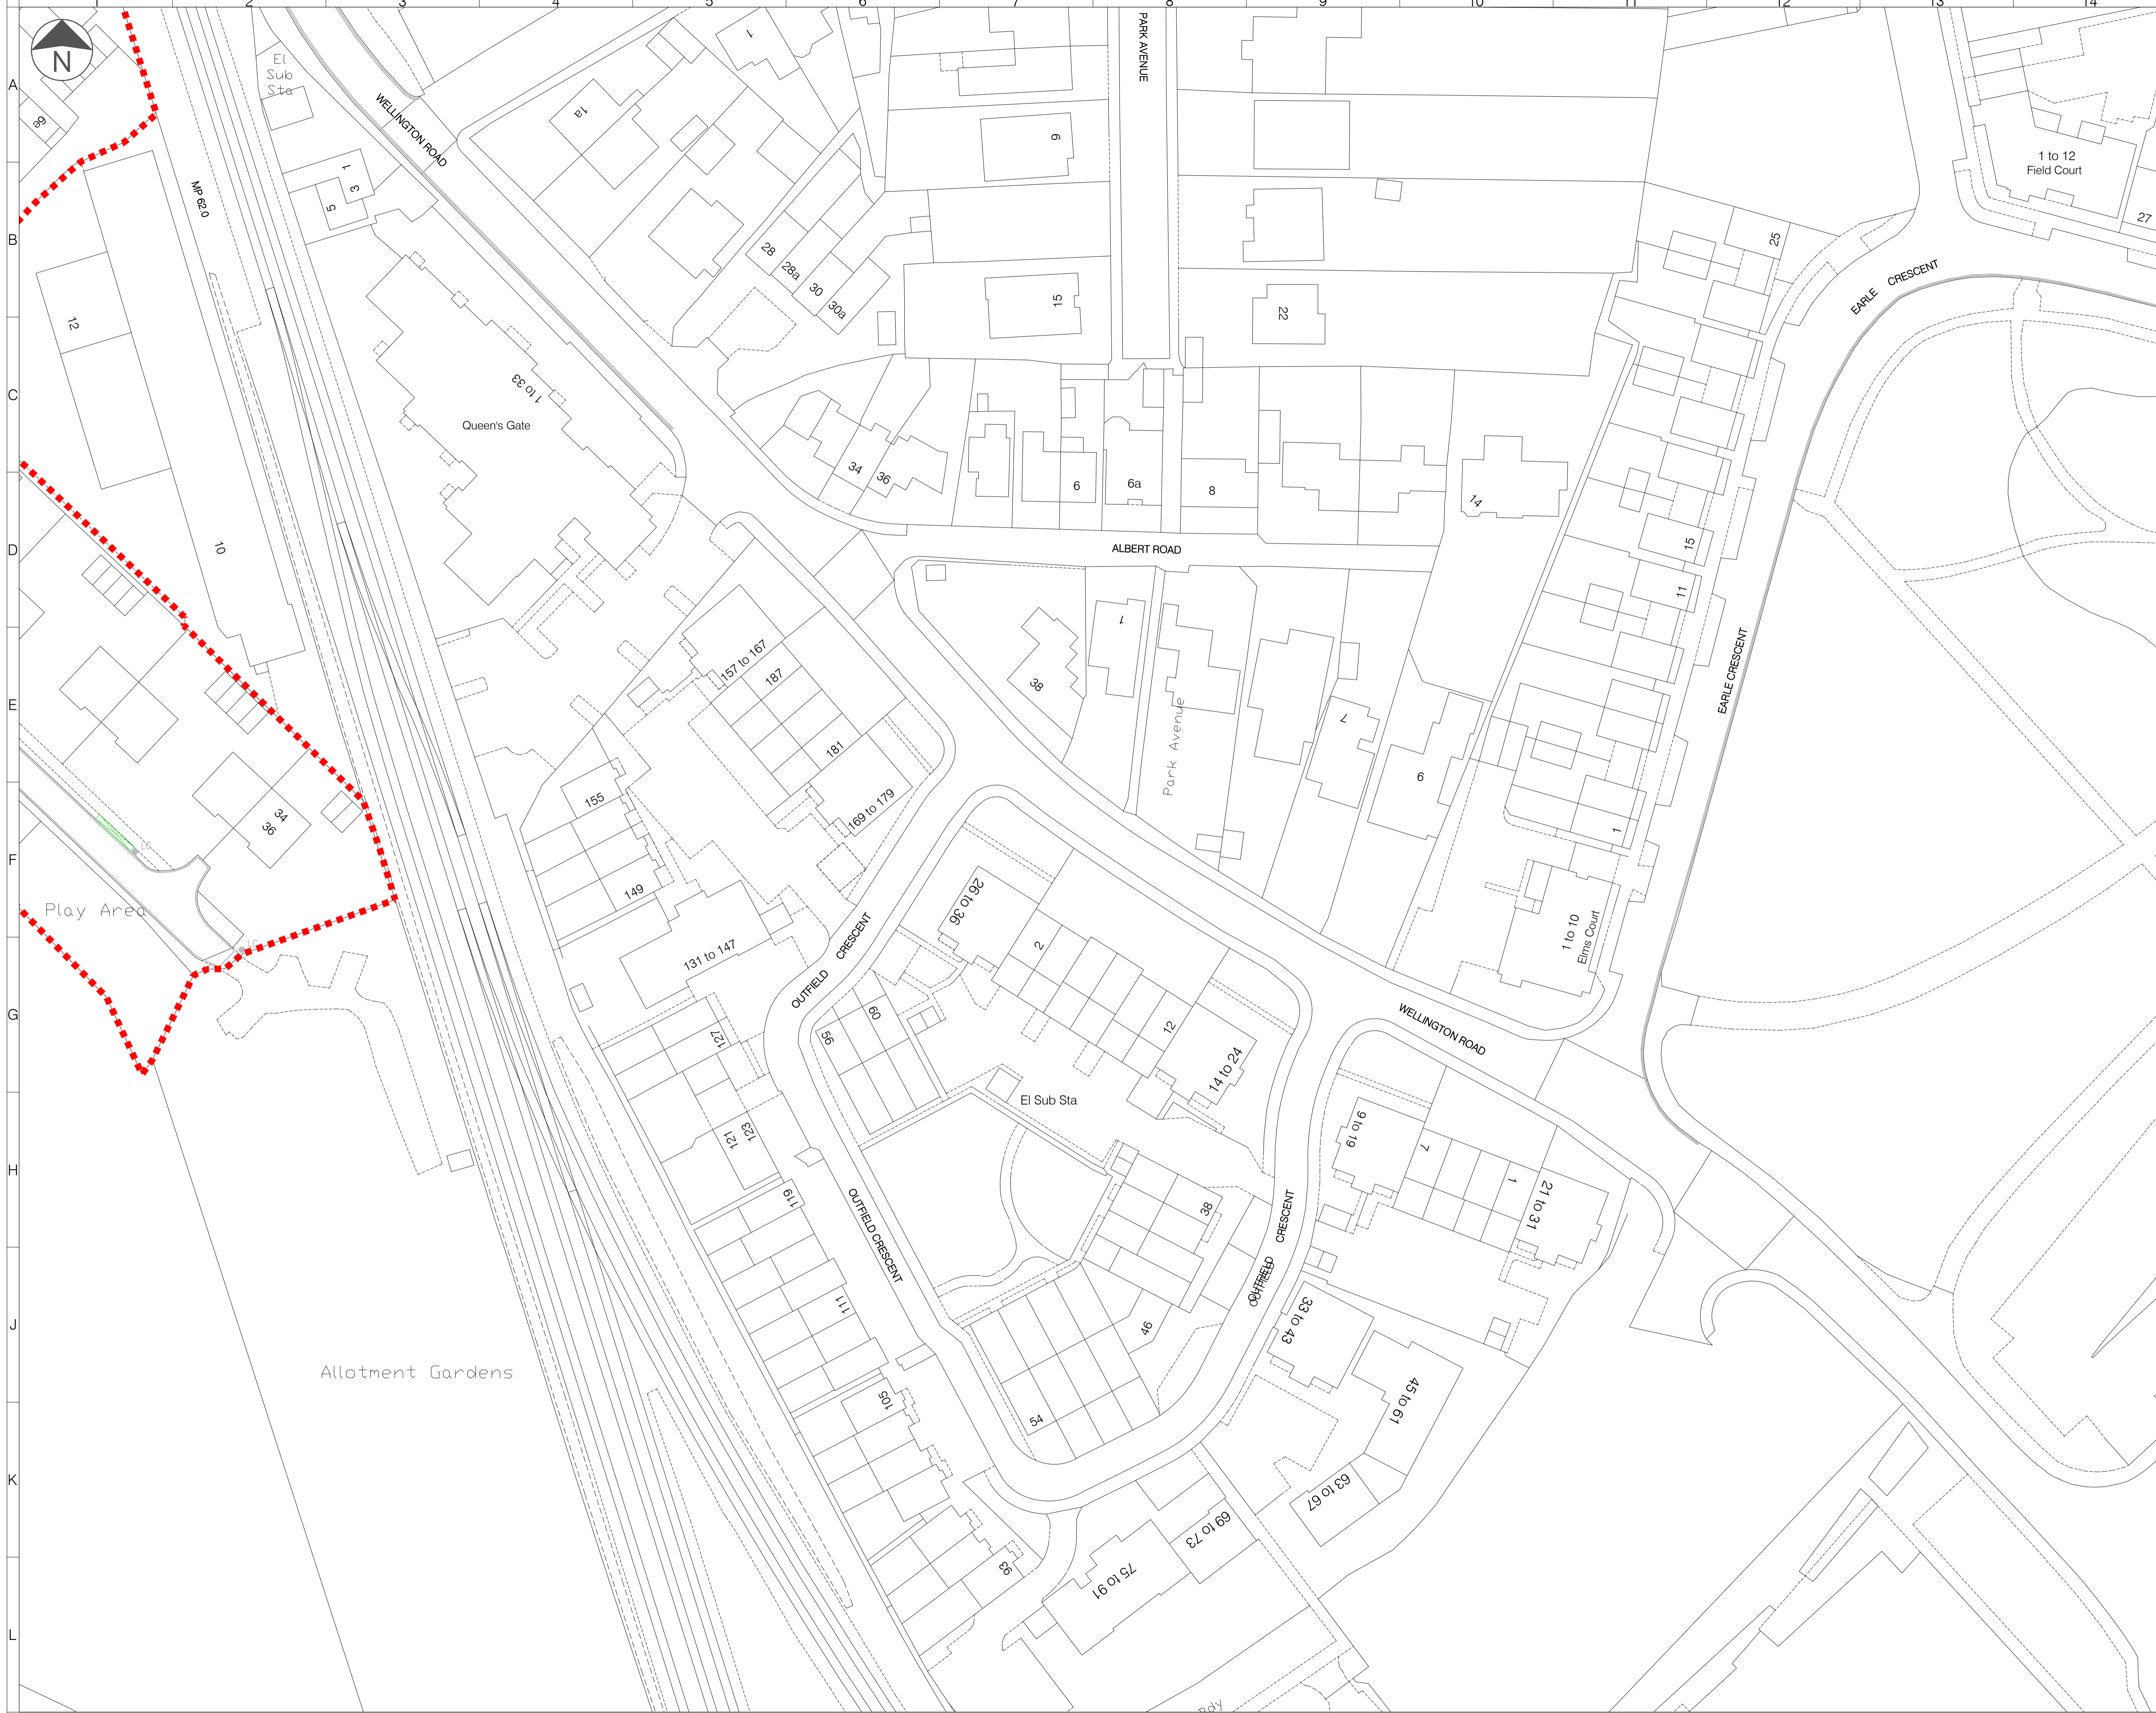 1 2 3 4 5 6 7 8 9 10 11 12 13 14
A
B
C
D
E
F
G
H
J
K
L
N
El
Sub
Sta
WELLINGTON ROAD
MP 62.0
1
3
5
12
10
1a
1
28
28a
30
30a
PARK AVENUE
9
15
22
1 to 12
Field Court
27
25
EARLE CRESCENT
1 to 33
Queen's Gate
34
36
6
6a
8
14
ALBERT ROAD
15
11
EARLE CRESCENT
157 to 167
187
181
169 to 179
155
149
131 to 147
38
1
Park Avenue
7
6
1
1 to 10
Elms Court
34
36
LC
Play Area
LC
OUTFIELD CRESCENT
26 to 36
2
12
14 to 24
56
60
El Sub Sta
WELLINGTON ROAD
127
121
123
119
111
105
93
OUTFIELD CRESCENT
9 to 19
7
1
21 to 31
38
46
54
OUTFIELD CRESCENT
OUTFIELD
33 to 43
45 to 61
63 to 67
69 to 73
75 to 91
Allotment Gardens
Bdy